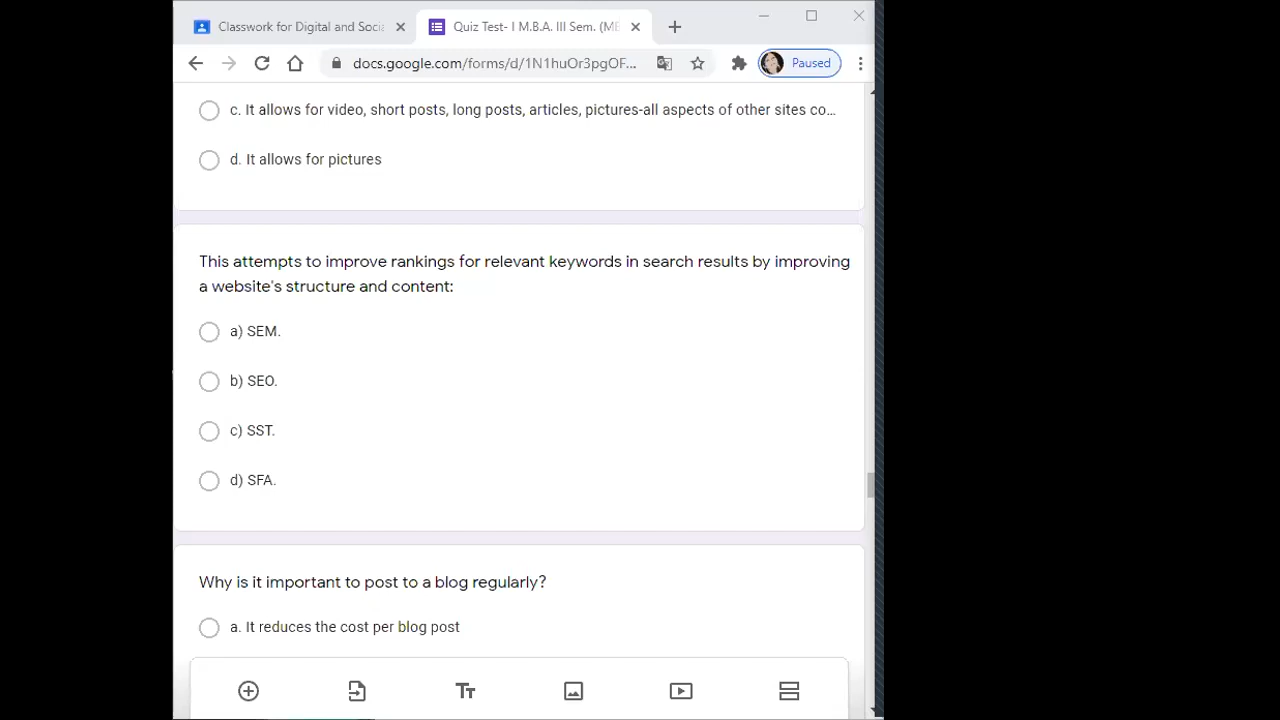 Classwork for Digital and Socia
Quiz Test- I M.B.A. III Sem. (MB
docs.google.com/forms/d/1N1huOr3pgOF...
Paused
c. It allows for video, short posts, long posts, articles, pictures-all aspects of other sites co...
d. It allows for pictures
This attempts to improve rankings for relevant keywords in search results by improving
a website's structure and content:
a) SEM.
b) SEO.
c) SST.
d) SFA.
Why is it important to post to a blog regularly?
a. It reduces the cost per blog post
Tт